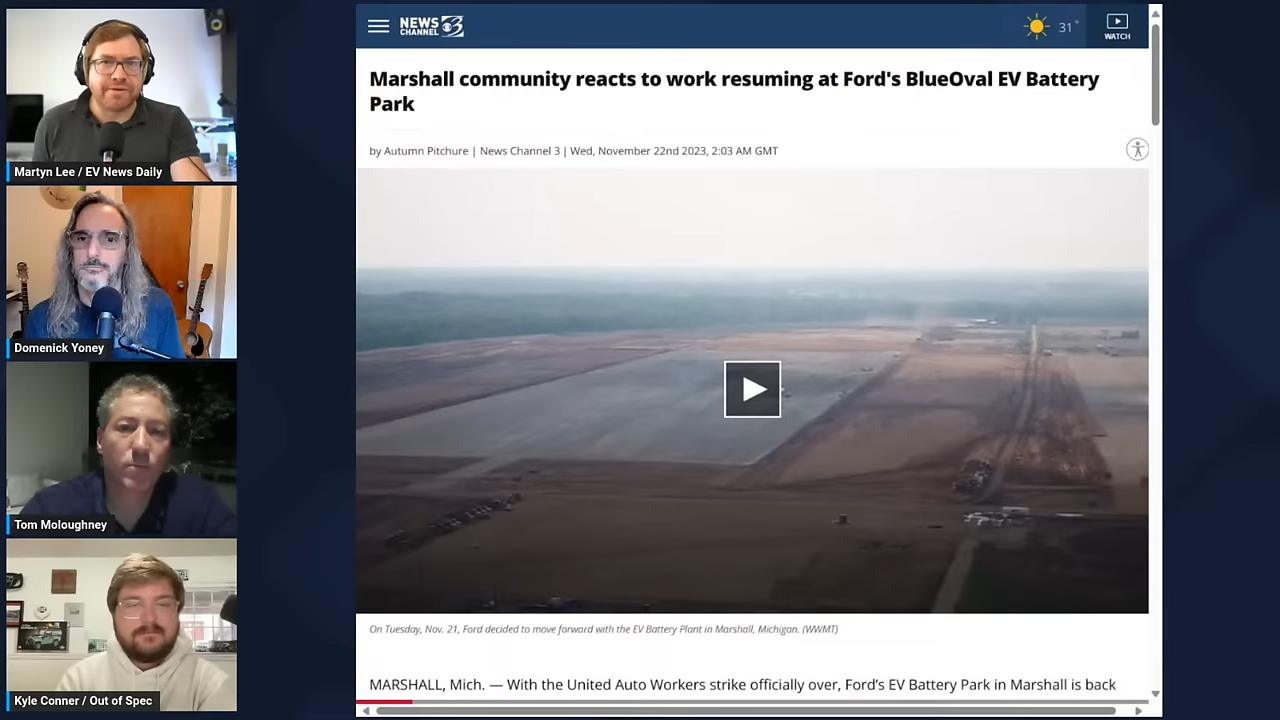 Martyn Lee / EV News Daily
Domenick Yoney
Tom Moloughney
Kyle Conner / Out of Spec
NEWS
CHANNEL 3
31°
WATCH
Marshall community reacts to work resuming at Ford's BlueOval EV Battery
Park
by Autumn Pitchure | News Channel 3 | Wed, November 22nd 2023, 2:03 AM GMT
On Tuesday, Nov. 21, Ford decided to move forward with the EV Battery Plant in Marshall, Michigan. (WWMT)
MARSHALL, Mich. — With the United Auto Workers strike officially over, Ford's EV Battery Park in Marshall is back